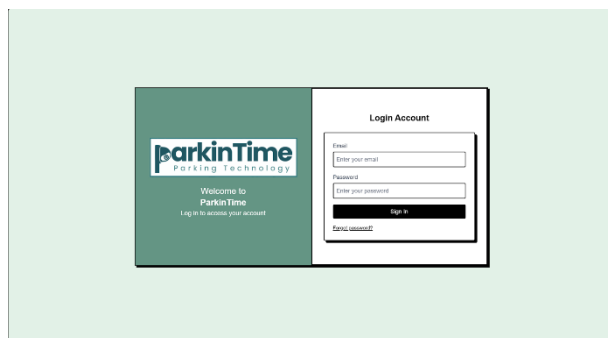 parkinTime
Parking Technology
Welcome to
ParkinTime
Log in to access your account
Login Account
Email
Enter your email
Password
Enter your password
Sign in
Forgot password?